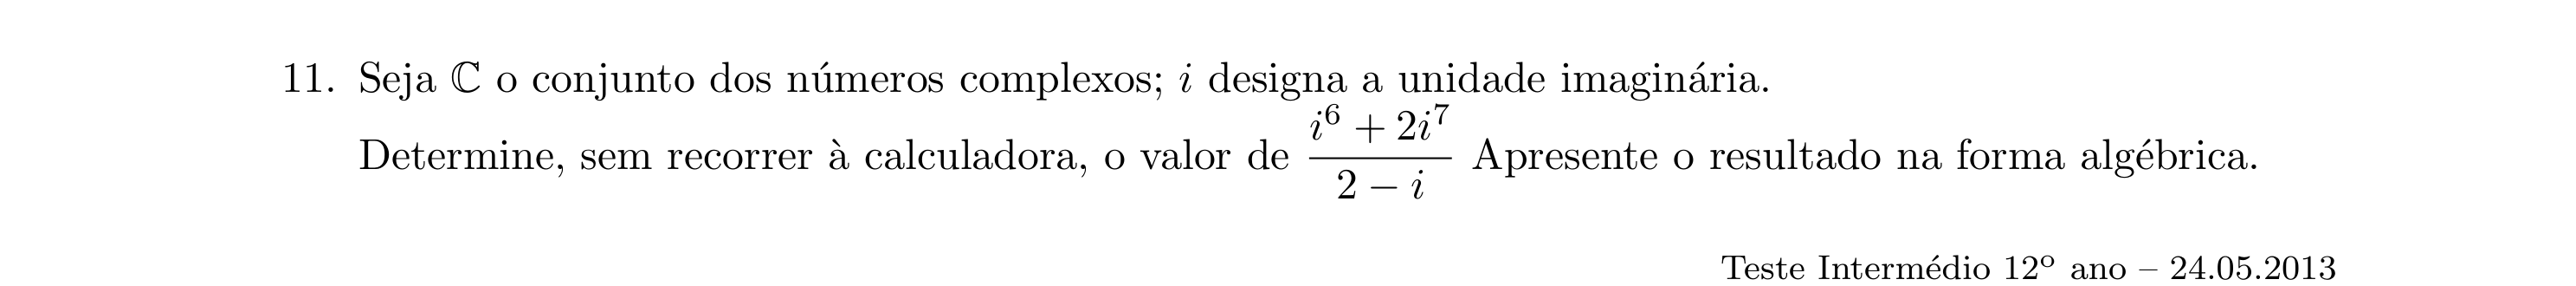 11. Seja ℂ o conjunto dos números complexos; i designa a unidade imaginária.
Determine, sem recorrer à calculadora, o valor de \frac{i^6 + 2i^7}{2 - i} Apresente o resultado na forma algébrica.
Teste Intermédio 12º ano – 24.05.2013